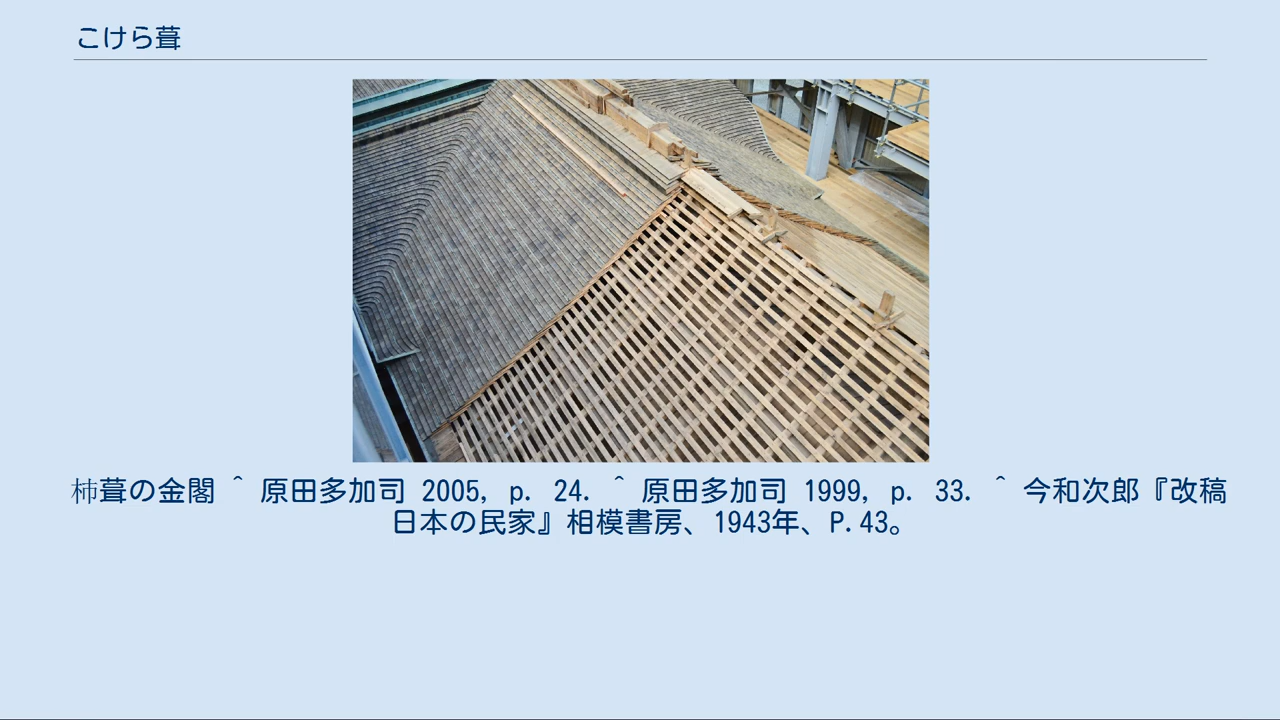 こけら葺
杮葺の金閣 ^ 原田多加司 2005, p. 24. ^ 原田多加司 1999, p. 33. ^ 今和次郎『改稿
日本の民家』相模書房、1943年、P.43。